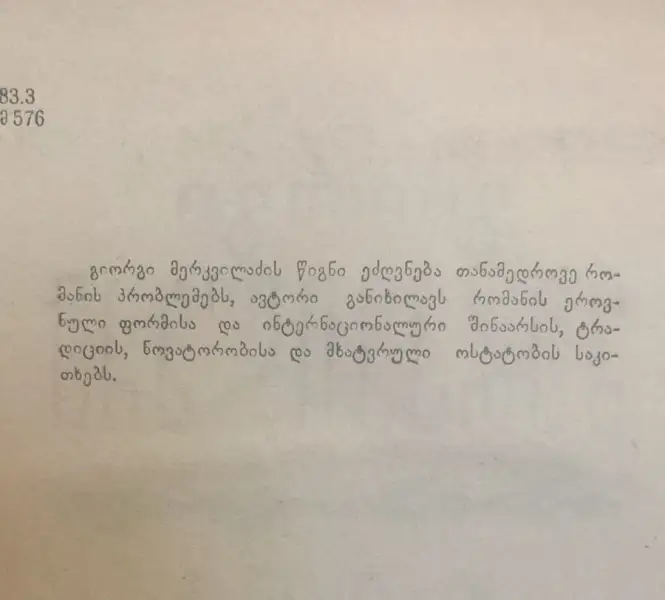 83.3
მ 576
გიორგი მერკვილაძის წიგნი ეძღვნება თანამედროვე რო-
მანის პრობლემებს, ავტორი განიხილავს რომანის ეროვ-
ნული ფორმისა და ინტერნაციონალური შინაარსის, ტრა-
დიციის, ნოვატორობისა და მხატვრული ოსტატობის საკი-
თხებს.